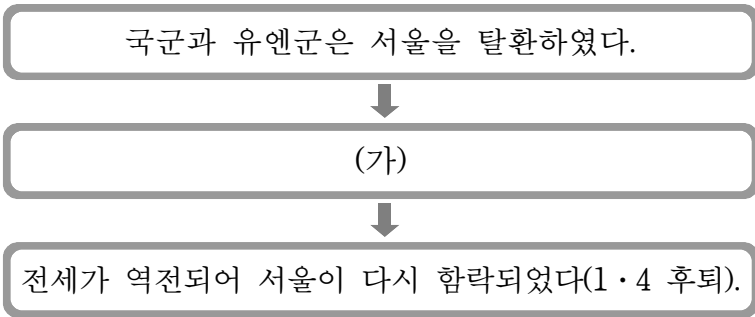 국군과 유엔군은 서울을 탈환하였다.
(가)
전세가 역전되어 서울이 다시 함락되었다(1·4 후퇴).